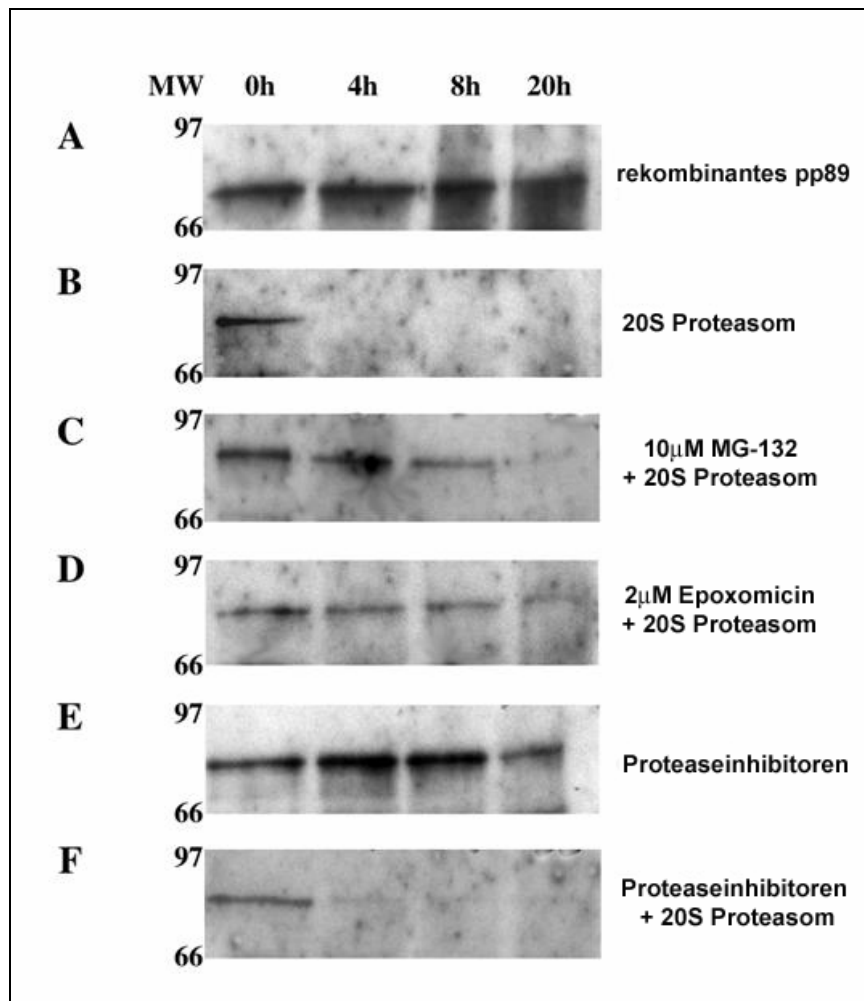 MW 0h 4h 8h 20h
A
97
66
rekombinantes pp89
B
97
66
20S Proteasom
C
97
66
10µM MG-132
+ 20S Proteasom
D
97
66
2µM Epoxomicin
+ 20S Proteasom
E
97
66
Proteaseinhibitoren
F
97
66
Proteaseinhibitoren
+ 20S Proteasom